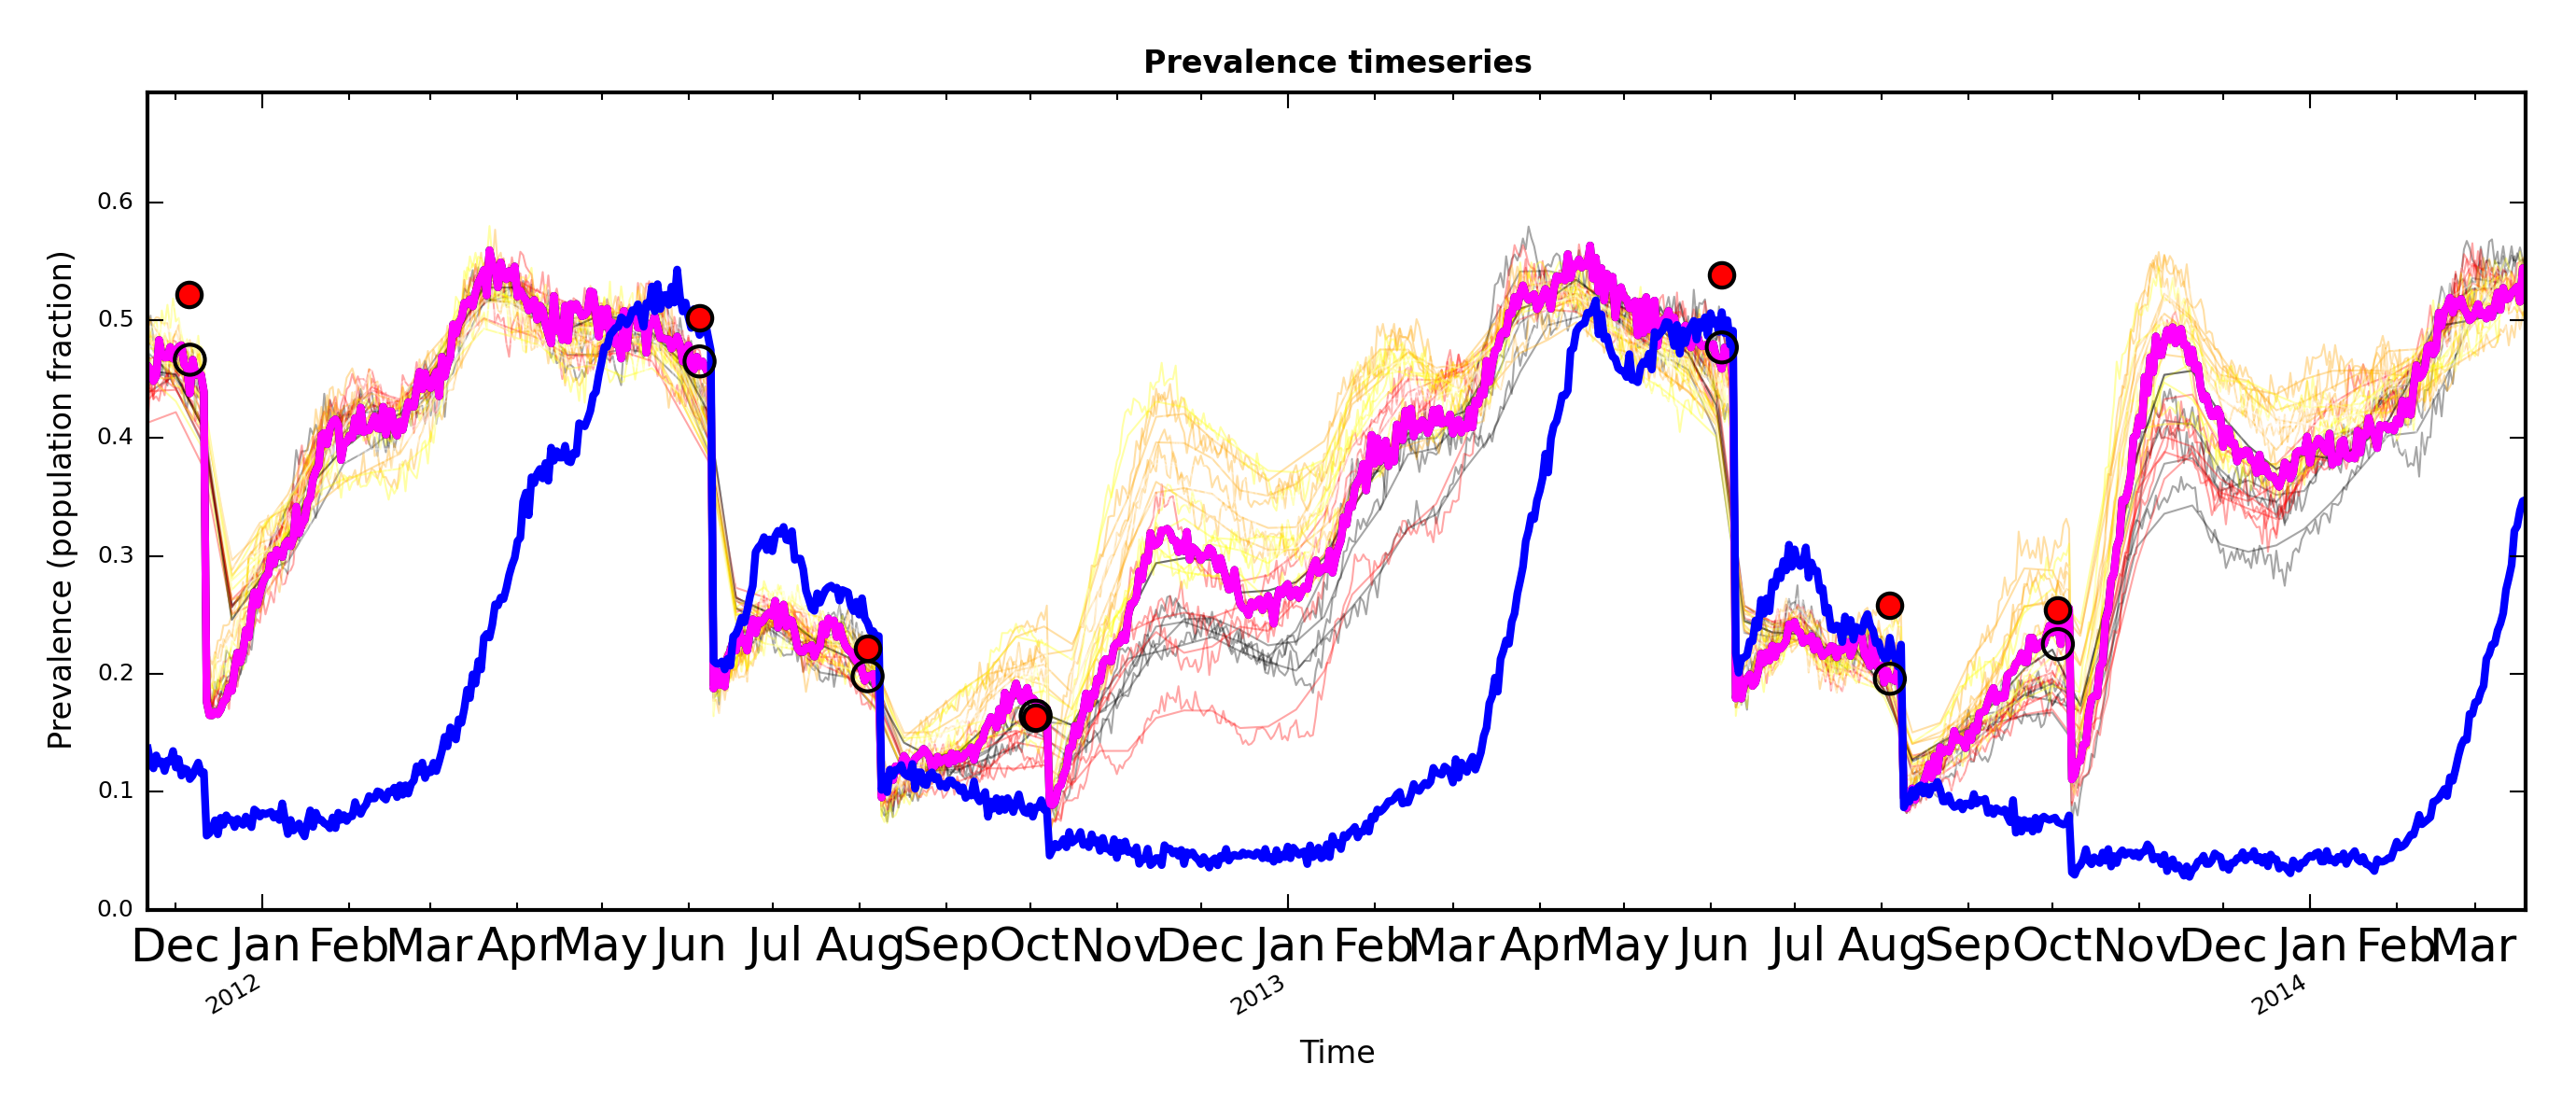 Prevalence timeseries
Prevalence (population fraction)
0.6
0.5
0.4
0.3
0.2
0.1
0.0
Dec Jan Feb Mar Apr May Jun Jul Aug Sep Oct Nov Dec Jan Feb Mar Apr May Jun Jul Aug Sep Oct Nov Dec Jan Feb Mar
2012 2013 2014
Time